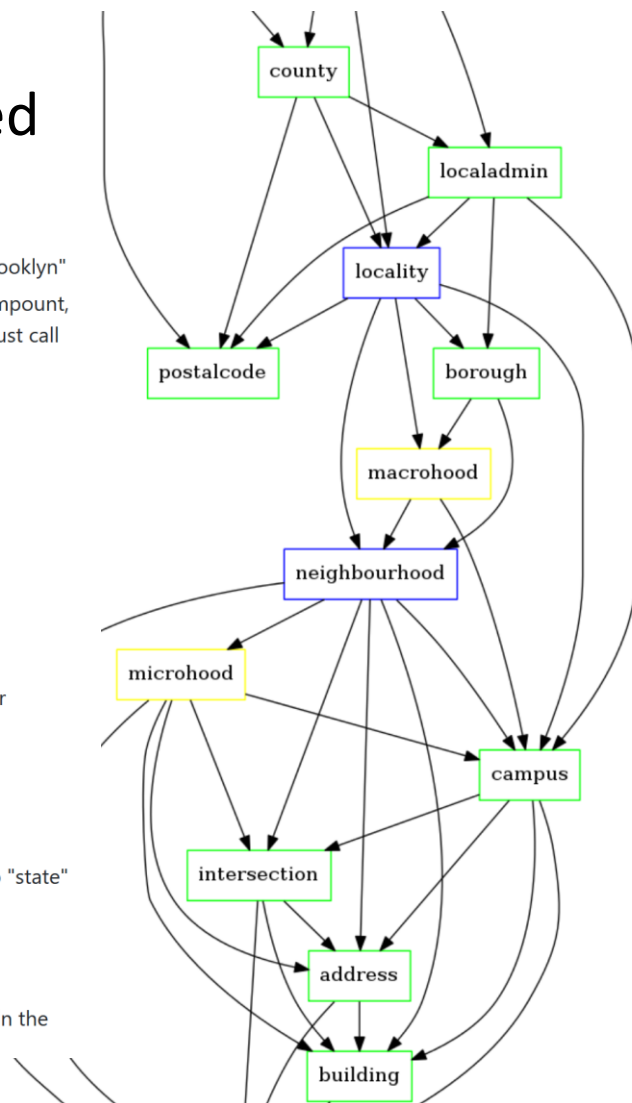 ed
county
localadmin
ooklyn"
locality
mpount,
ust call
postalcode
borough
macrohood
neighbourhood
microhood
r
campus
intersection
"state"
address
n the
building